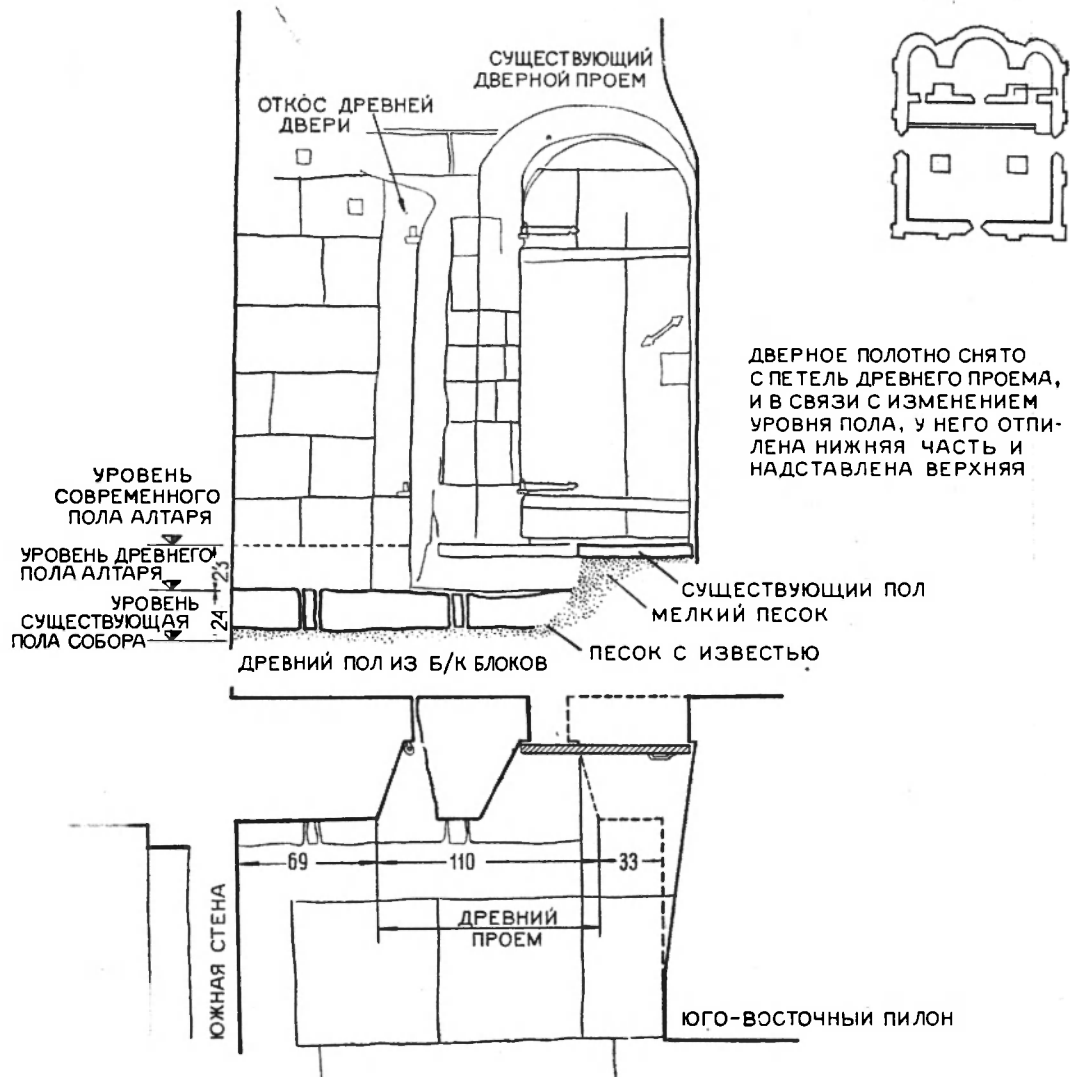 СУЩЕСТВУЮЩИЙ
ДВЕРНОЙ ПРОЕМ
ОТКОС ДРЕВНЕЙ
ДВЕРИ
ДВЕРНОЕ ПОЛОТНО СНЯТО
С ПЕТЕЛЬ ДРЕВНЕГО ПРОЕМА,
И В СВЯЗИ С ИЗМЕНЕНИЕМ
УРОВНЯ ПОЛА, У НЕГО ОТПИ-
ЛЕНА НИЖНЯЯ ЧАСТЬ И
НАДСТАВЛЕНА ВЕРХНЯЯ
УРОВЕНЬ
СОВРЕМЕННОГО
ПОЛА АЛТАРЯ
УРОВЕНЬ ДРЕВНЕГО
ПОЛА АЛТАРЯ
23
УРОВЕНЬ
СУЩЕСТВУЮЩАЯ
ПОЛА СОБОРА
24
СУЩЕСТВУЮЩИЙ ПОЛ
МЕЛКИЙ ПЕСОК
ПЕСОК С ИЗВЕСТЬЮ
ДРЕВНИЙ ПОЛ ИЗ Б/К БЛОКОВ
69
110
33
ДРЕВНИЙ
ПРОЕМ
ЮЖНАЯ СТЕНА
ЮГО-ВОСТОЧНЫЙ ПИЛОН